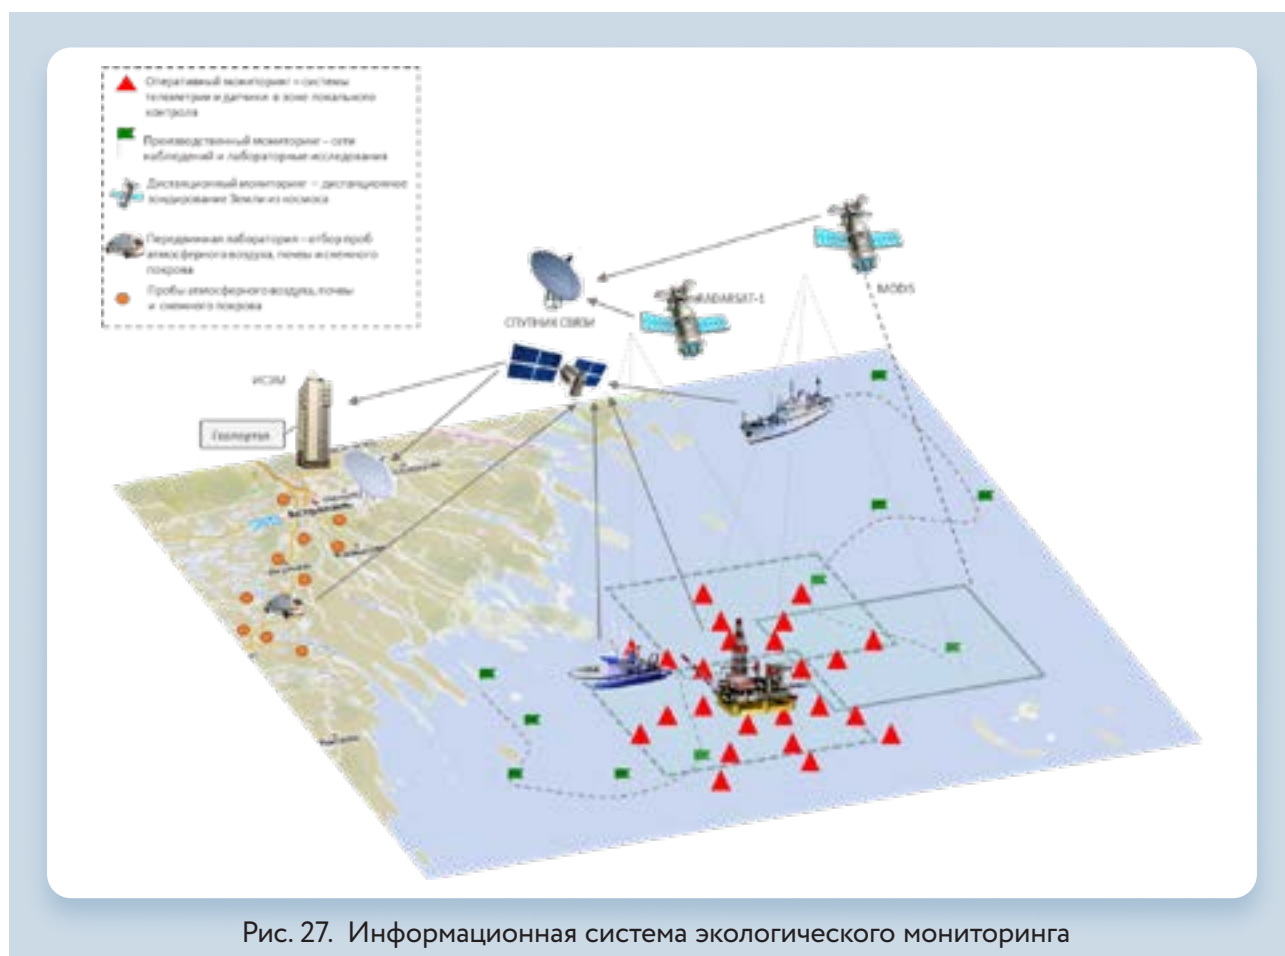 Оперативный мониторинг – системы
телеметрии и датчики в зоне локального
контроля
Производственный мониторинг – сети
наблюдений и лабораторные исследования
Дистанционный мониторинг – дистанционное
зондирование Земли из космоса
Передвижная лаборатория – отбор проб
атмосферного воздуха, почвы и снежного
покрова
Пробы атмосферного воздуха, почвы
и снежного покрова
MODIS
RADARSAT-1
СПУТНИК СВЯЗИ
ИСЭМ
Геопортал
Астрахань
Рис. 27. Информационная система экологического мониторинга